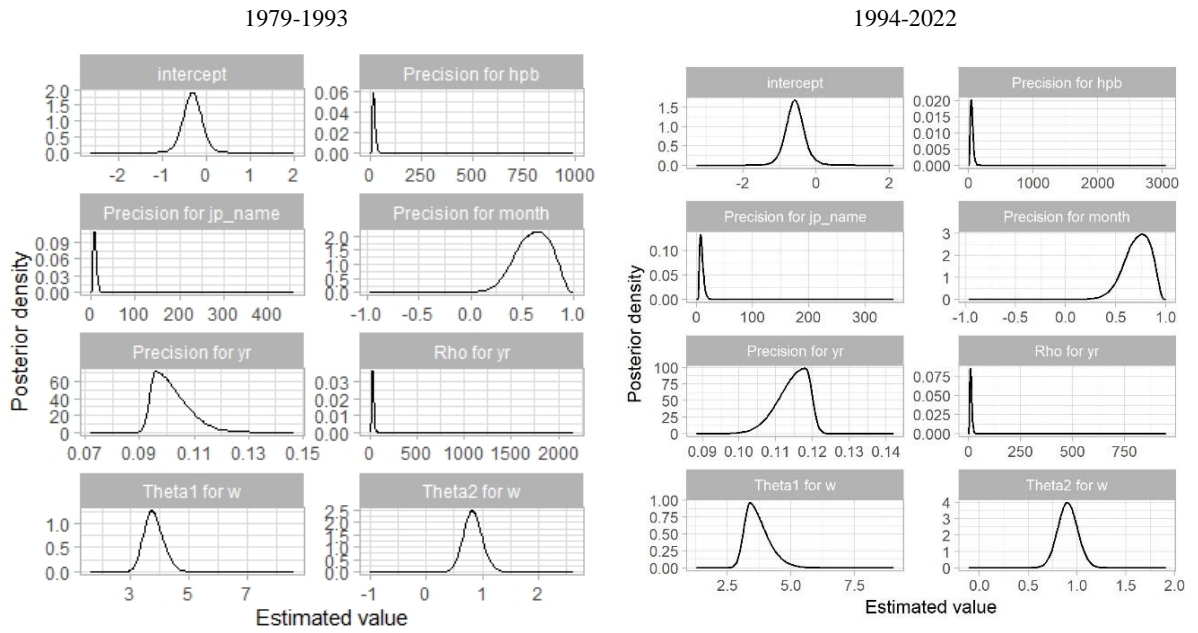 1979-1993
1994-2022
Posterior density
intercept
2.0
1.5
1.0
0.5
0.0
-2 -1 0 1 2
Precision for hpb
0.06
0.04
0.02
0.00
0 250 500 750 1000
Precision for jp_name
0.09
0.06
0.03
0.00
0 100 200 300 400
Precision for month
2.0
1.5
1.0
0.5
0.0
-1.0 -0.5 0.0 0.5 1.0
Precision for yr
60
40
20
0
0.07 0.09 0.11 0.13 0.15
Rho for yr
0.03
0.02
0.01
0.00
0 500 1000 1500 2000
Theta1 for w
1.0
0.5
0.0
3 5 7
Theta2 for w
2.5
2.0
1.5
1.0
0.5
0.0
-1 0 1 2
Estimated value
Posterior density
intercept
1.5
1.0
0.5
0.0
-2 0 2
Precision for hpb
0.020
0.015
0.010
0.005
0.000
0 1000 2000 3000
Precision for jp_name
0.10
0.05
0.00
0 100 200 300
Precision for month
3
2
1
0
-1.0 -0.5 0.0 0.5 1.0
Precision for yr
100
75
50
25
0
0.09 0.10 0.11 0.12 0.13 0.14
Rho for yr
0.075
0.050
0.025
0.000
0 250 500 750
Theta1 for w
1.00
0.75
0.50
0.25
0.00
2.5 5.0 7.5
Theta2 for w
4
3
2
1
0
0.0 0.5 1.0 1.5 2.0
Estimated value